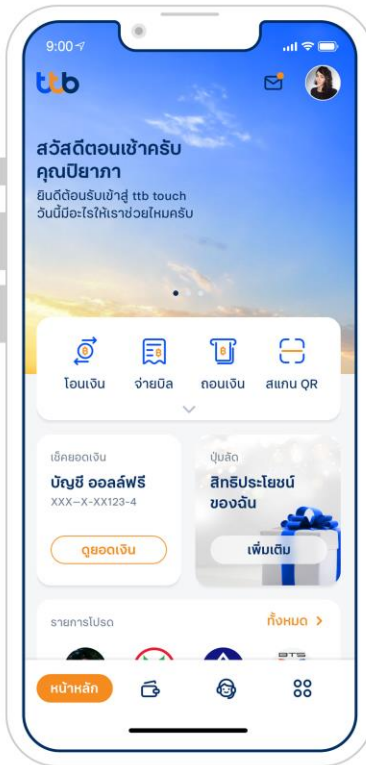 9:00
ttb
สวัสดีตอนเช้าครับ
คุณปิยาภา
ยินดีต้อนรับเข้าสู่ ttb touch
วันนี้มีอะไรให้เราช่วยไหมครับ
โอนเงิน
จ่ายบิล
ถอนเงิน
สแกน QR
เช็คยอดเงิน
บัญชี ออลล์ฟรี
XXX–X-XX123-4
ดูยอดเงิน
ปุ่มลัด
สิทธิประโยชน์
ของฉัน
เพิ่มเติม
รายการโปรด
ทั้งหมด >
BTS
หน้าหลัก